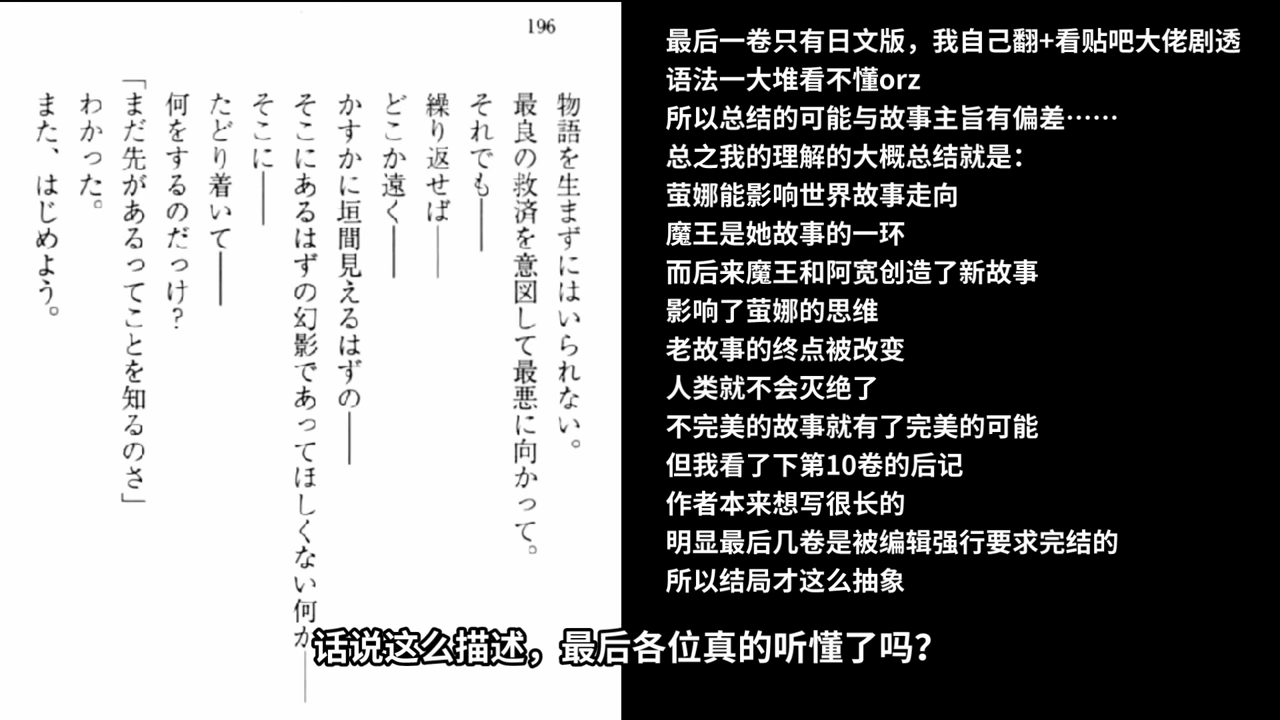 196
物語を生まずにはいられない。
最良の救済を意図して最悪に向かって。
それでも――
繰り返せば――
どこか遠く――
かすかに垣間見えるはずの――
そこにあるはずの幻影であってほしくない何か――
そこに――
たどり着いて――
何をするのだっけ？
「まだ先があるってことを知るのさ」
わかった。
また、はじめよう。
最后一卷只有日文版，我自己翻+看贴吧大佬剧透
语法一大堆看不懂orz
所以总结的可能与故事主旨有偏差……
总之我的理解的大概总结就是：
萤娜能影响世界故事走向
魔王是她故事的一环
而后来魔王和阿宽创造了新故事
影响了萤娜的思维
老故事的终点被改变
人类就不会灭绝了
不完美的故事就有了完美的可能
但我看了下第10卷的后记
作者本来想写很长的
明显最后几卷是被编辑强行要求完结的
所以结局才这么抽象
话说这么描述，最后各位真的听懂了吗？